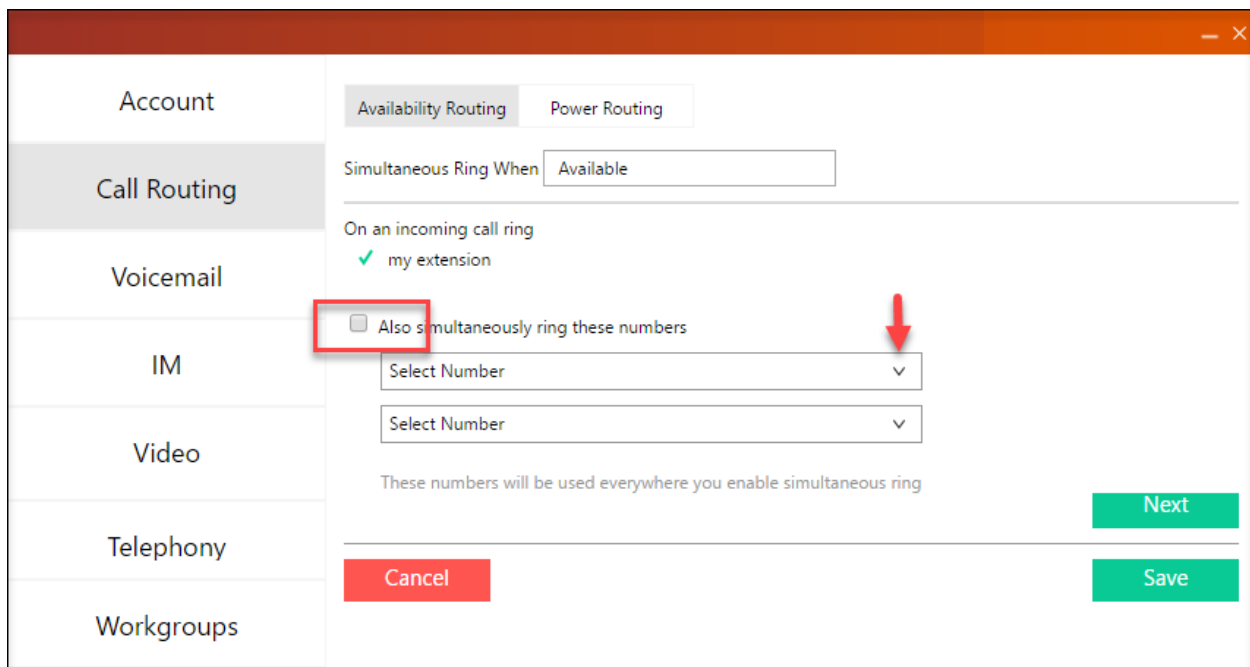 Account
Call Routing
Voicemail
IM
Video
Telephony
Workgroups
Availability Routing
Power Routing
Simultaneous Ring When
Available
On an incoming call ring
my extension
Also simultaneously ring these numbers
Select Number
Select Number
These numbers will be used everywhere you enable simultaneous ring
Next
Cancel
Save